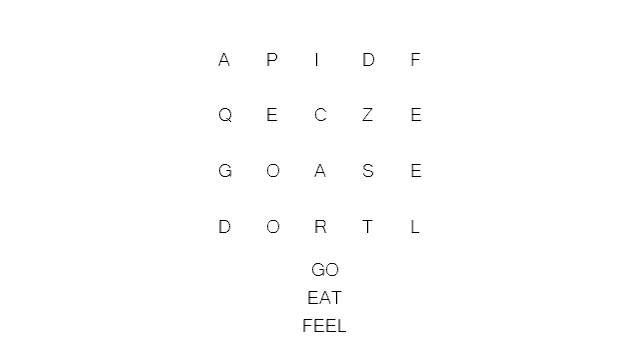 A P I D F
Q E C Z E
G O A S E
D O R T L
GO
EAT
FEEL